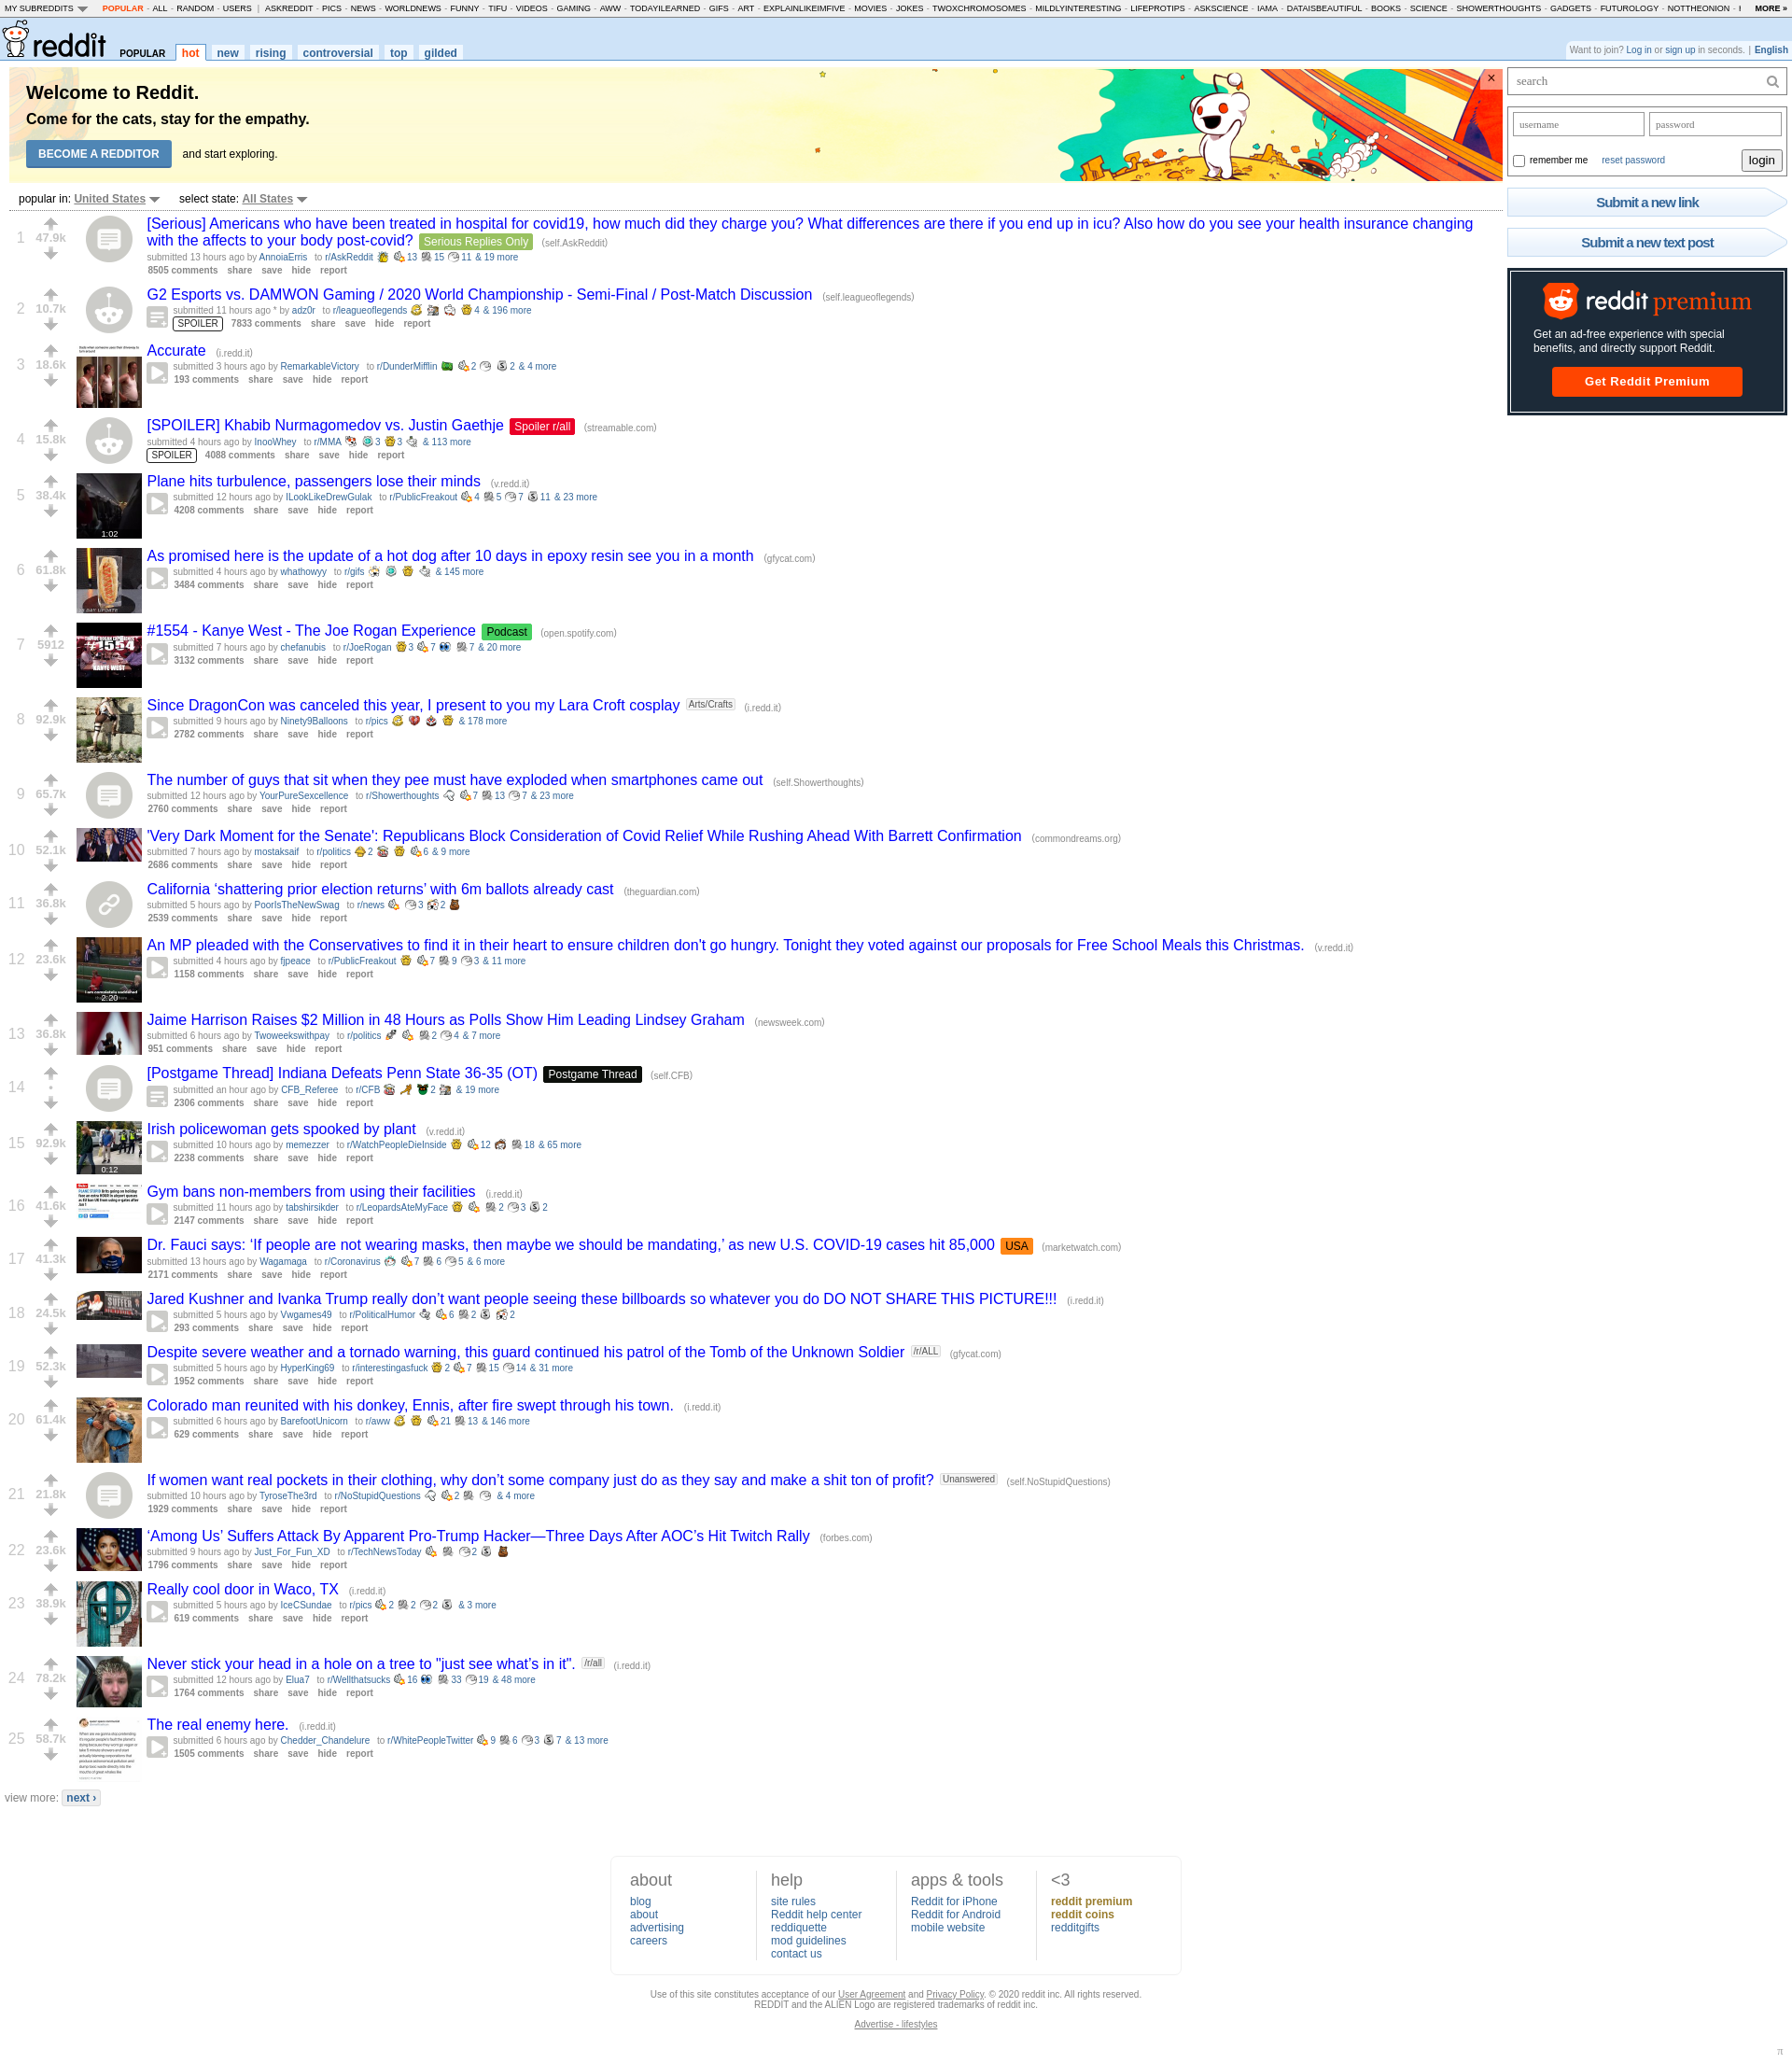 MY SUBREDDITS POPULAR - ALL - RANDOM - USERS | ASKREDDIT - PICS - NEWS - WORLDNEWS - FUNNY - TIFU - VIDEOS - GAMING - AWW - TODAYILEARNED - GIFS - ART - EXPLAINLIKEIMFIVE - MOVIES - JOKES - TWOXCHROMOSOMES - MILDLYINTERESTING - LIFEPROTIPS - ASKSCIENCE - IAMA - DATAISBEAUTIFUL - BOOKS - SCIENCE - SHOWERTHOUGHTS - GADGETS - FUTUROLOGY - NOTTHEONION - MORE »
reddit POPULAR hot new rising controversial top gilded
Want to join? Log in or sign up in seconds. | English
Welcome to Reddit.
Come for the cats, stay for the empathy.
BECOME A REDDITOR and start exploring.
×
search
username password
remember me reset password login
Submit a new link
Submit a new text post
reddit premium
Get an ad-free experience with special
benefits, and directly support Reddit.
Get Reddit Premium
popular in: United States select state: All States
1 47.9k
[Serious] Americans who have been treated in hospital for covid19, how much did they charge you? What differences are there if you end up in icu? Also how do you see your health insurance changing
with the affects to your body post-covid? Serious Replies Only (self.AskReddit)
submitted 13 hours ago by AnnoiaErris to r/AskReddit 13 15 11 & 19 more
8505 comments share save hide report
2 10.7k
G2 Esports vs. DAMWON Gaming / 2020 World Championship - Semi-Final / Post-Match Discussion (self.leagueoflegends)
submitted 11 hours ago * by adz0r to r/leagueoflegends 4 & 196 more
SPOILER 7833 comments share save hide report
3 18.6k
Accurate (i.redd.it)
submitted 3 hours ago by RemarkableVictory to r/DunderMifflin 2 2 & 4 more
193 comments share save hide report
4 15.8k
[SPOILER] Khabib Nurmagomedov vs. Justin Gaethje Spoiler r/all (streamable.com)
submitted 4 hours ago by InooWhey to r/MMA 3 3 & 113 more
SPOILER 4088 comments share save hide report
5 38.4k
1:02
Plane hits turbulence, passengers lose their minds (v.redd.it)
submitted 12 hours ago by ILookLikeDrewGulak to r/PublicFreakout 4 5 7 11 & 23 more
4208 comments share save hide report
6 61.8k
As promised here is the update of a hot dog after 10 days in epoxy resin see you in a month (gfycat.com)
submitted 4 hours ago by whathowyy to r/gifs & 145 more
3484 comments share save hide report
7 5912
#1554
KANYE WEST
#1554 - Kanye West - The Joe Rogan Experience Podcast (open.spotify.com)
submitted 7 hours ago by chefanubis to r/JoeRogan 3 7 7 & 20 more
3132 comments share save hide report
8 92.9k
Since DragonCon was canceled this year, I present to you my Lara Croft cosplay Arts/Crafts (i.redd.it)
submitted 9 hours ago by Ninety9Balloons to r/pics & 178 more
2782 comments share save hide report
9 65.7k
The number of guys that sit when they pee must have exploded when smartphones came out (self.Showerthoughts)
submitted 12 hours ago by YourPureSexcellence to r/Showerthoughts 7 13 7 & 23 more
2760 comments share save hide report
10 52.1k
'Very Dark Moment for the Senate': Republicans Block Consideration of Covid Relief While Rushing Ahead With Barrett Confirmation (commondreams.org)
submitted 7 hours ago by mostaksaif to r/politics 2 6 & 9 more
2686 comments share save hide report
11 36.8k
California ‘shattering prior election returns’ with 6m ballots already cast (theguardian.com)
submitted 5 hours ago by PoorIsTheNewSwag to r/news 3 2
2539 comments share save hide report
12 23.6k
2:20
An MP pleaded with the Conservatives to find it in their heart to ensure children don't go hungry. Tonight they voted against our proposals for Free School Meals this Christmas. (v.redd.it)
submitted 4 hours ago by fjpeace to r/PublicFreakout 7 9 3 & 11 more
1158 comments share save hide report
13 36.8k
Jaime Harrison Raises $2 Million in 48 Hours as Polls Show Him Leading Lindsey Graham (newsweek.com)
submitted 6 hours ago by Twoweekswithpay to r/politics 2 4 & 7 more
951 comments share save hide report
14 •
[Postgame Thread] Indiana Defeats Penn State 36-35 (OT) Postgame Thread (self.CFB)
submitted an hour ago by CFB_Referee to r/CFB 2 & 19 more
2306 comments share save hide report
15 92.9k
0:12
Irish policewoman gets spooked by plant (v.redd.it)
submitted 10 hours ago by memezzer to r/WatchPeopleDieInside 12 18 & 65 more
2238 comments share save hide report
16 41.6k
Gym bans non-members from using their facilities (i.redd.it)
submitted 11 hours ago by tabshirsikder to r/LeopardsAteMyFace 2 3 2
2147 comments share save hide report
17 41.3k
Dr. Fauci says: ‘If people are not wearing masks, then maybe we should be mandating,’ as new U.S. COVID-19 cases hit 85,000 USA (marketwatch.com)
submitted 13 hours ago by Wagamaga to r/Coronavirus 7 6 5 & 6 more
2171 comments share save hide report
18 24.5k
Jared Kushner and Ivanka Trump really don’t want people seeing these billboards so whatever you do DO NOT SHARE THIS PICTURE!!! (i.redd.it)
submitted 5 hours ago by Vwgames49 to r/PoliticalHumor 6 2 2
293 comments share save hide report
19 52.3k
Despite severe weather and a tornado warning, this guard continued his patrol of the Tomb of the Unknown Soldier /r/ALL (gfycat.com)
submitted 5 hours ago by HyperKing69 to r/interestingasfuck 2 7 15 14 & 31 more
1952 comments share save hide report
20 61.4k
Colorado man reunited with his donkey, Ennis, after fire swept through his town. (i.redd.it)
submitted 6 hours ago by BarefootUnicorn to r/aww 21 13 & 146 more
629 comments share save hide report
21 21.8k
If women want real pockets in their clothing, why don’t some company just do as they say and make a shit ton of profit? Unanswered (self.NoStupidQuestions)
submitted 10 hours ago by TyroseThe3rd to r/NoStupidQuestions 2 & 4 more
1929 comments share save hide report
22 23.6k
‘Among Us’ Suffers Attack By Apparent Pro-Trump Hacker—Three Days After AOC’s Hit Twitch Rally (forbes.com)
submitted 9 hours ago by Just_For_Fun_XD to r/TechNewsToday 2
1796 comments share save hide report
23 38.9k
Really cool door in Waco, TX (i.redd.it)
submitted 5 hours ago by IceCSundae to r/pics 2 2 2 & 3 more
619 comments share save hide report
24 78.2k
Never stick your head in a hole on a tree to "just see what’s in it". /r/all (i.redd.it)
submitted 12 hours ago by Elua7 to r/Wellthatsucks 16 33 19 & 48 more
1764 comments share save hide report
25 58.7k
The real enemy here. (i.redd.it)
submitted 6 hours ago by Chedder_Chandelure to r/WhitePeopleTwitter 9 6 3 7 & 13 more
1505 comments share save hide report
view more: next ›
about
blog
about
advertising
careers
help
site rules
Reddit help center
reddiquette
mod guidelines
contact us
apps & tools
Reddit for iPhone
Reddit for Android
mobile website
<3
reddit premium
reddit coins
redditgifts
Use of this site constitutes acceptance of our User Agreement and Privacy Policy. © 2020 reddit inc. All rights reserved.
REDDIT and the ALIEN Logo are registered trademarks of reddit inc.
Advertise - lifestyles
π